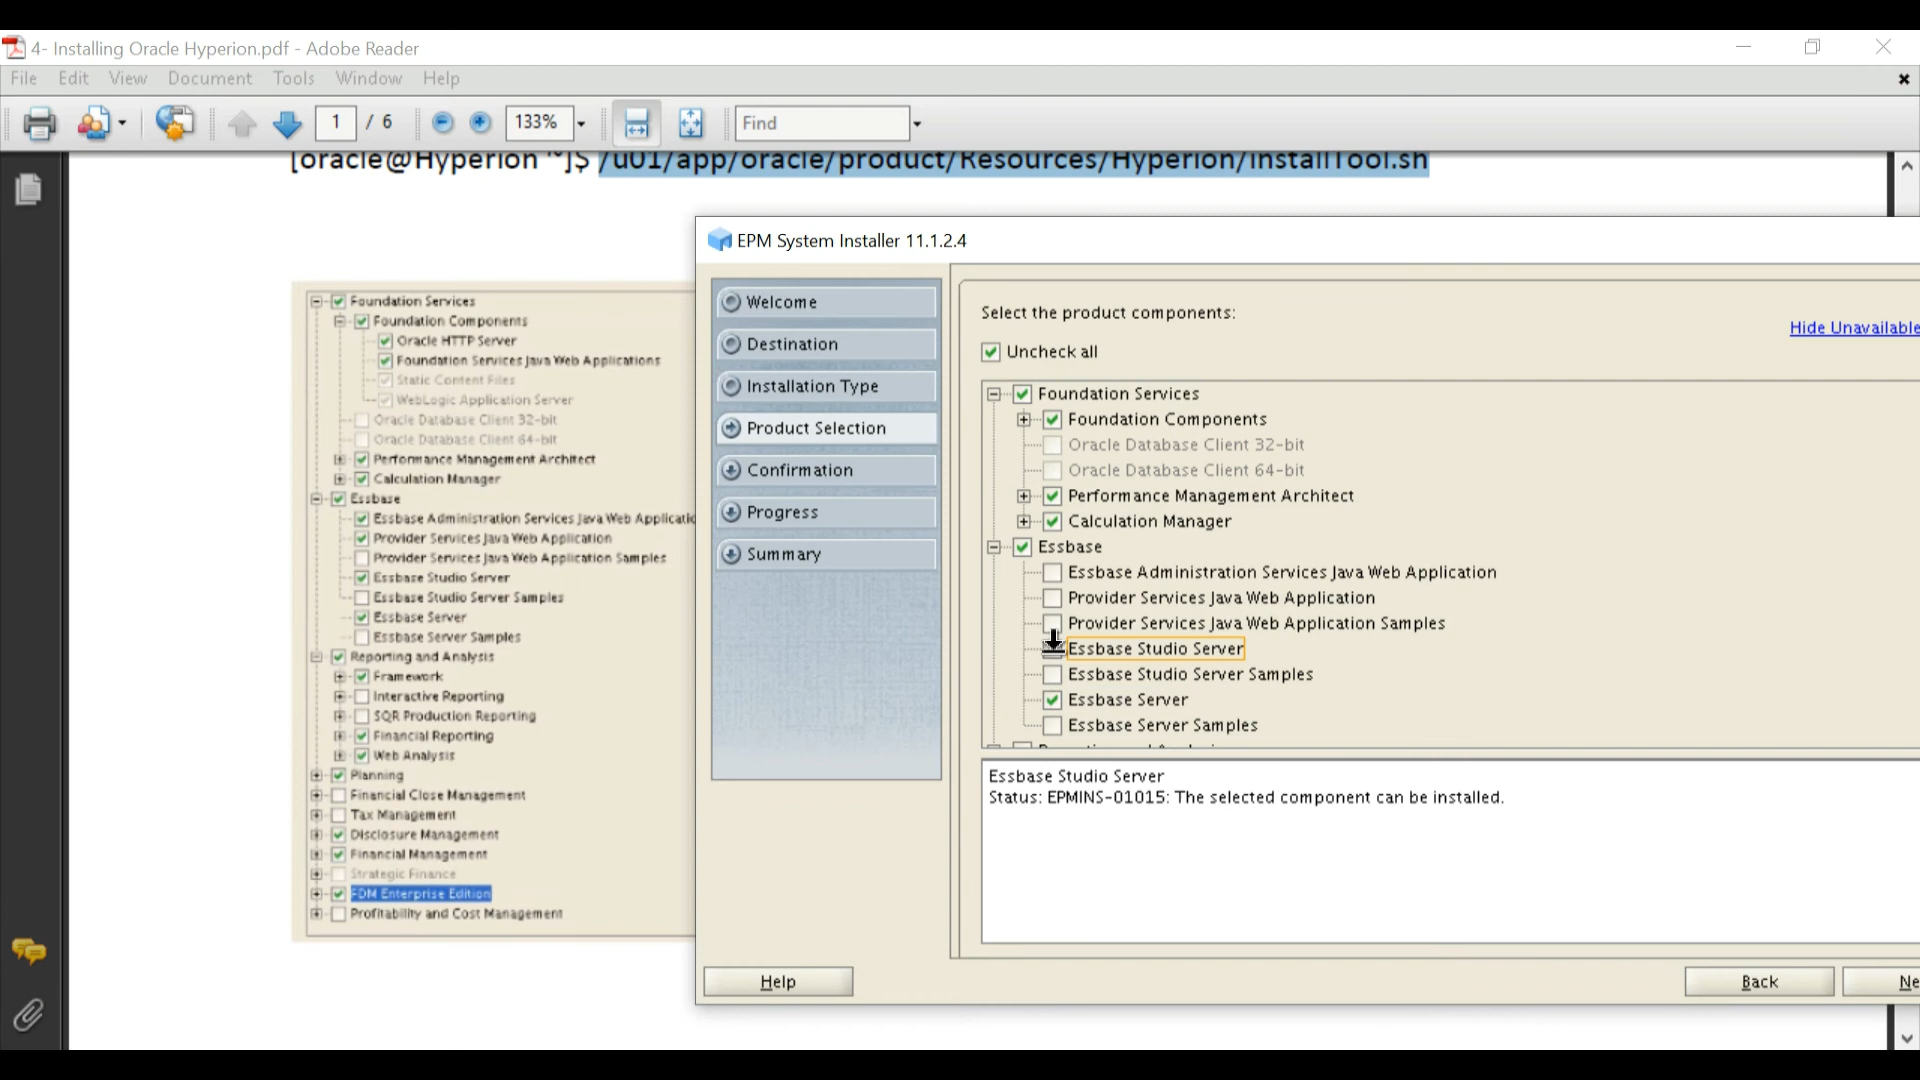 4- Installing Oracle Hyperion.pdf - Adobe Reader
File Edit View Document Tools Window Help
1 / 6 133% Find
[oracle@Hyperion ~]$ /u01/app/oracle/product/Resources/Hyperion/installTool.sh
Foundation Services
Foundation Components
Oracle HTTP Server
Foundation Services Java Web Applications
Static Content Files
WebLogic Application Server
Oracle Database Client 32-bit
Oracle Database Client 64-bit
Performance Management Architect
Calculation Manager
Essbase
Essbase Administration Services Java Web Applicatio
Provider Services Java Web Application
Provider Services Java Web Application Samples
Essbase Studio Server
Essbase Studio Server Samples
Essbase Server
Essbase Server Samples
Reporting and Analysis
Framework
Interactive Reporting
SQR Production Reporting
Financial Reporting
Web Analysis
Planning
Financial Close Management
Tax Management
Disclosure Management
Financial Management
Strategic Finance
FDM Enterprise Edition
Profitability and Cost Management
EPM System Installer 11.1.2.4
Welcome
Destination
Installation Type
Product Selection
Confirmation
Progress
Summary
Select the product components:
Hide Unavailable
Uncheck all
Foundation Services
Foundation Components
Oracle Database Client 32-bit
Oracle Database Client 64-bit
Performance Management Architect
Calculation Manager
Essbase
Essbase Administration Services Java Web Application
Provider Services Java Web Application
Provider Services Java Web Application Samples
Essbase Studio Server
Essbase Studio Server Samples
Essbase Server
Essbase Server Samples
Essbase Studio Server
Status: EPMINS-01015: The selected component can be installed.
Help
Back
Ne